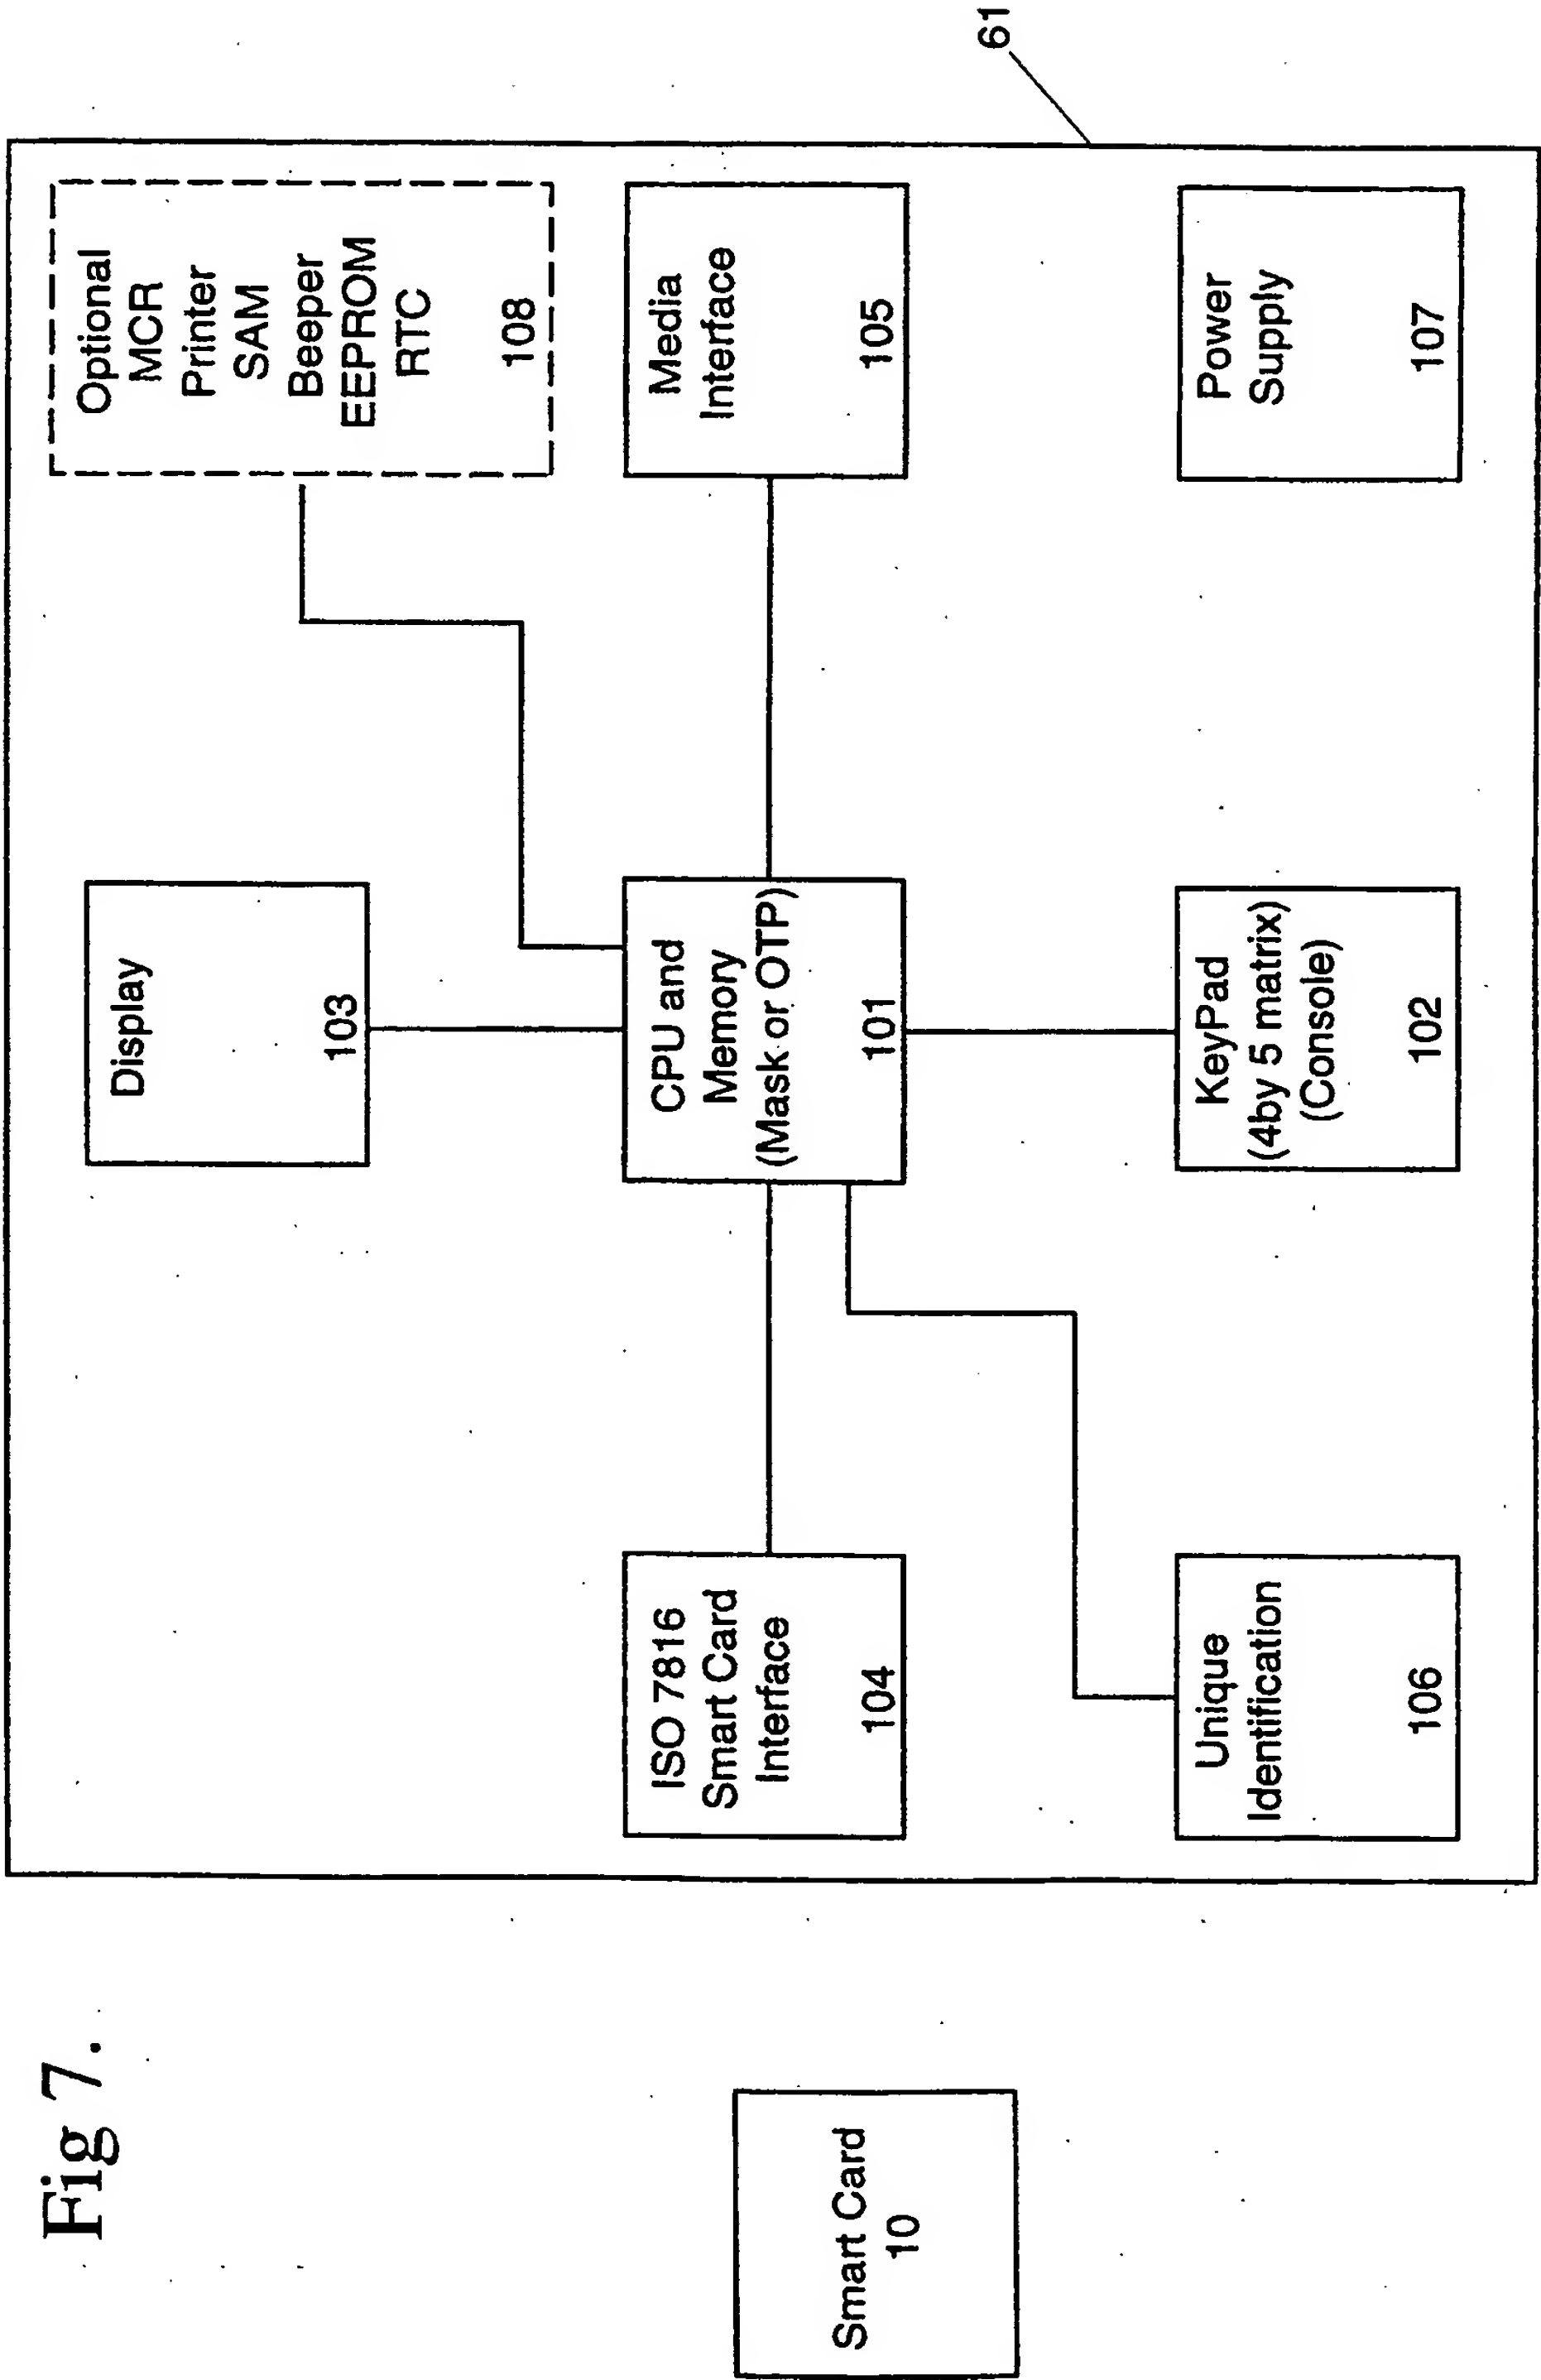 Fig 7.
Smart Card
10
Display
103
Optional
MCR
Printer
SAM
Beeper
EEPROM
RTC
108
ISO 7816
Smart Card
Interface
104
CPU and
Memory
(Mask or OTP)
101
Media
Interface
105
Unique
Identification
106
KeyPad
(4by 5 matrix)
(Console)
102
Power
Supply
107
61